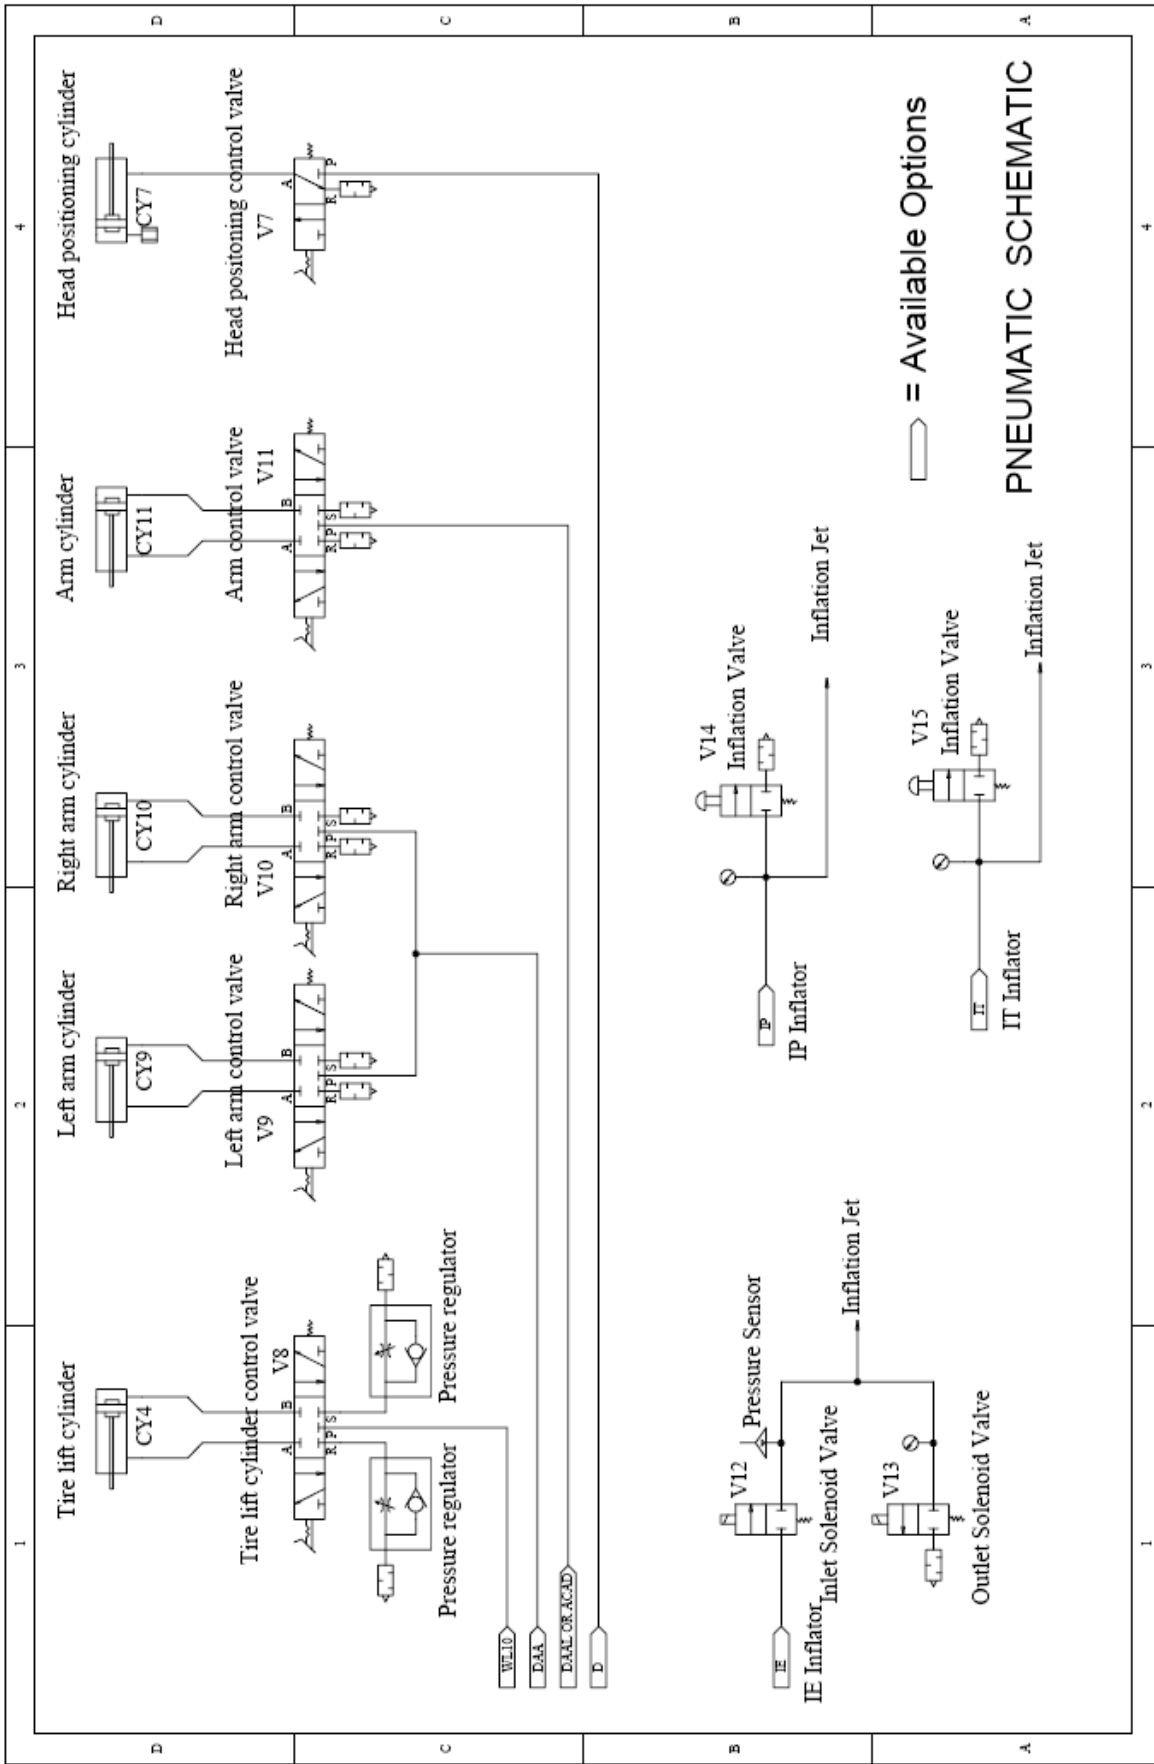 1
2
3
4
D
C
B
A
Tire lift cylinder
Left arm cylinder
Right arm cylinder
Arm cylinder
Head positioning cylinder
CY4
CY9
CY10
CY11
CY7
Tire lift cylinder control valve
Left arm control valve
Right arm control valve
Arm control valve
Head positoning control valve
V8
V9
V10
V11
V7
A B
A B
A B
A B
A
R P S
R P S
R P S
R P S
R P
Pressure regulator
Pressure regulator
WL10
DAA
DAAL OR ACAD
D
V12
Pressure Sensor
IE
IE Inflator
Inlet Solenoid Valve
Inflation Jet
V13
Outlet Solenoid Valve
V14
Inflation Valve
IP
IP Inflator
Inflation Jet
V15
Inflation Valve
IT
IT Inflator
Inflation Jet
= Available Options
PNEUMATIC SCHEMATIC
D
C
B
A
1
2
3
4